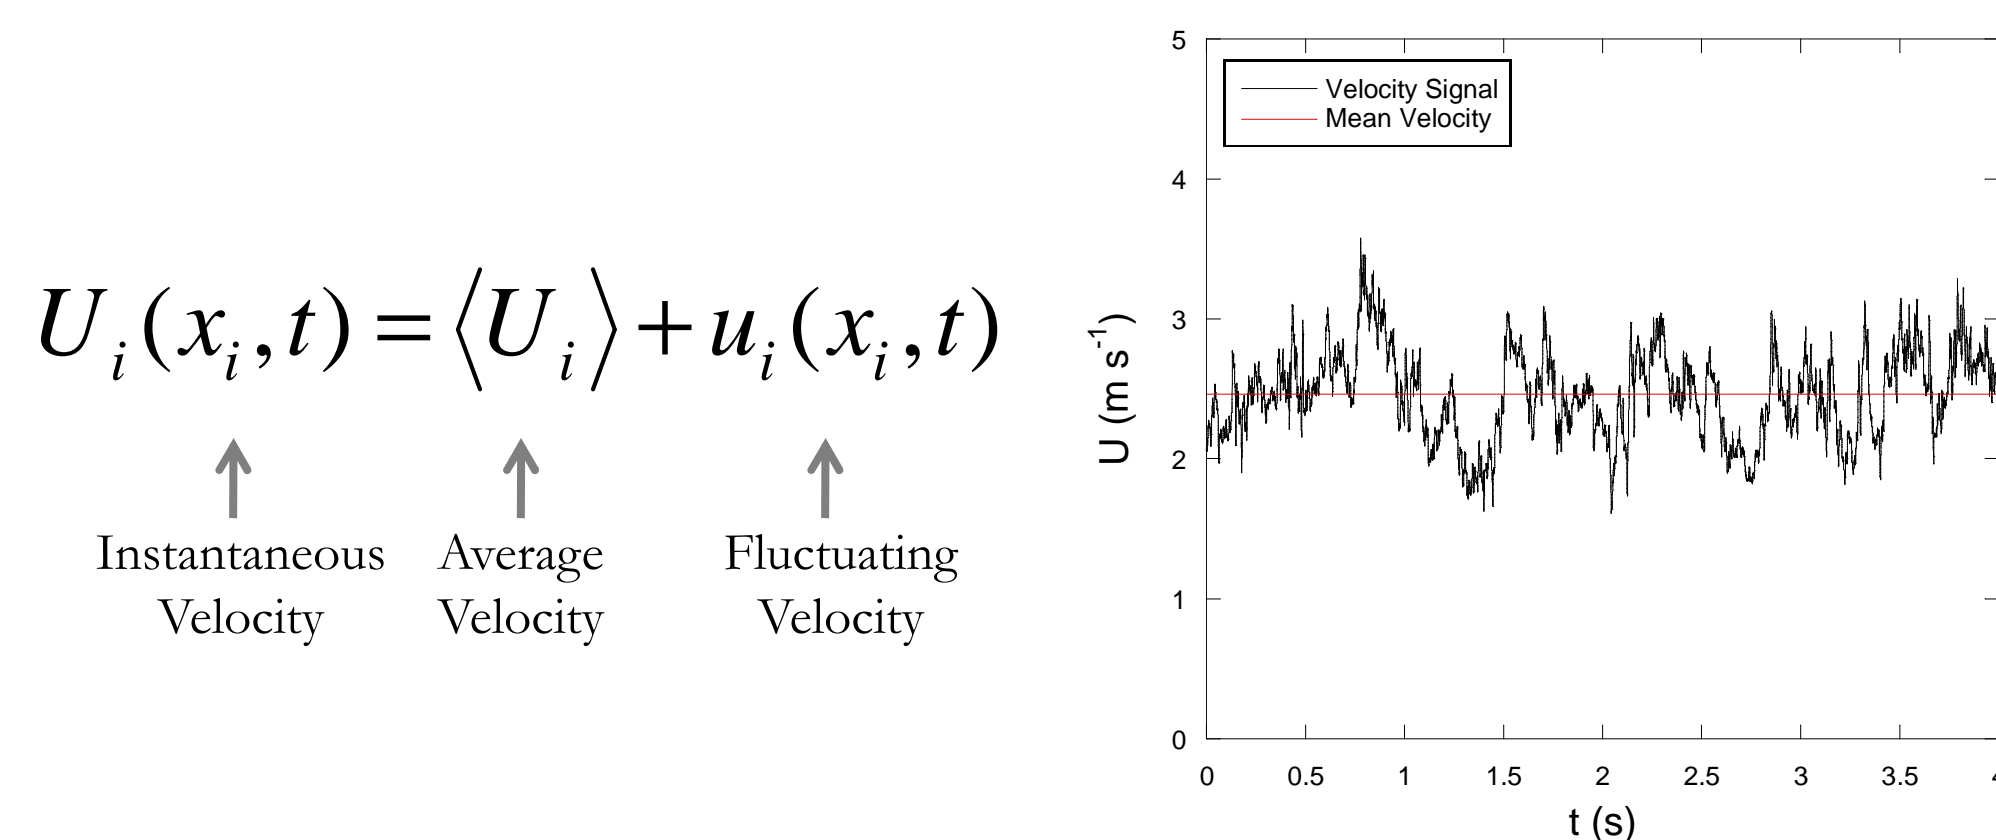 U_i(x_i,t)=⟨U_i⟩+u_i(x_i,t)
Instantaneous Velocity
Average Velocity
Fluctuating Velocity
5
4
3
2
1
0
U (m s⁻¹)
Velocity Signal
Mean Velocity
0 0.5 1 1.5 2 2.5 3 3.5
t (s)